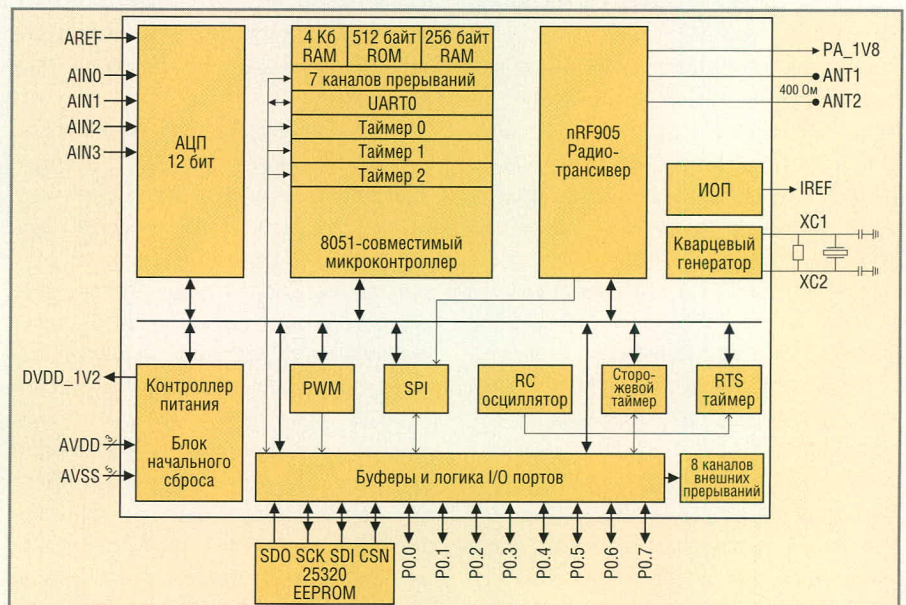 AREF
AIN0
AIN1
AIN2
AIN3
АЦП
12 бит
4 Кб
RAM
512 байт
ROM
256 байт
RAM
7 каналов прерываний
UART0
Таймер 0
Таймер 1
Таймер 2
8051-совместимый
микроконтроллер
nRF905
Радио-
трансивер
PA_1V8
ANT1
400 Ом
ANT2
ИОП
IREF
Кварцевый
генератор
XC1
XC2
DVDD_1V2
AVDD
3
AVSS
5
Контроллер
питания
Блок
начального
сброса
PWM
SPI
RC
осциллятор
Сторо-
жевой
таймер
RTS
таймер
Буферы и логика I/O портов
8 каналов
внешних
прерываний
SDO SCK SDI CSN
25320
EEPROM
P0.0
P0.1
P0.2
P0.3
P0.4
P0.5
P0.6
P0.7